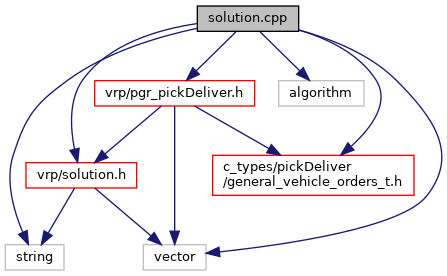 solution.cpp
vrp/pgr_pickDeliver.h
algorithm
vrp/solution.h
c_types/pickDeliver
/general_vehicle_orders_t.h
string
vector